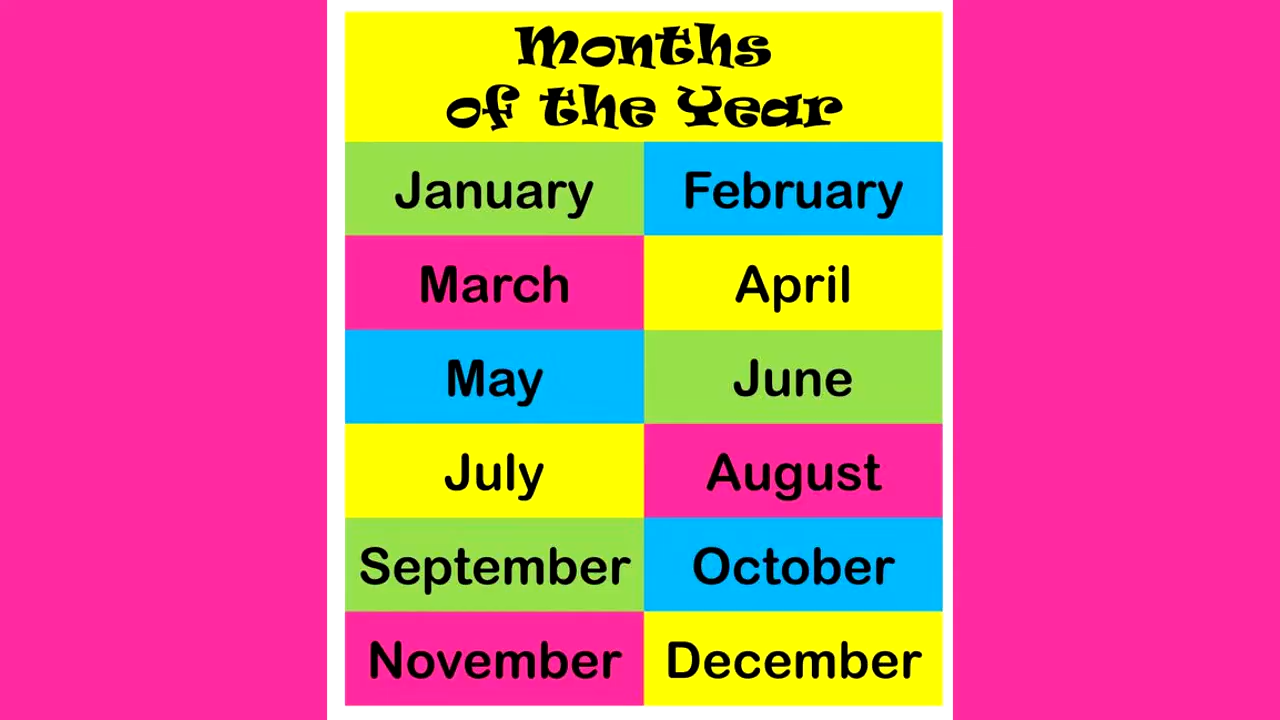 Months
of the Year
January
February
March
April
May
June
July
August
September
October
November
December